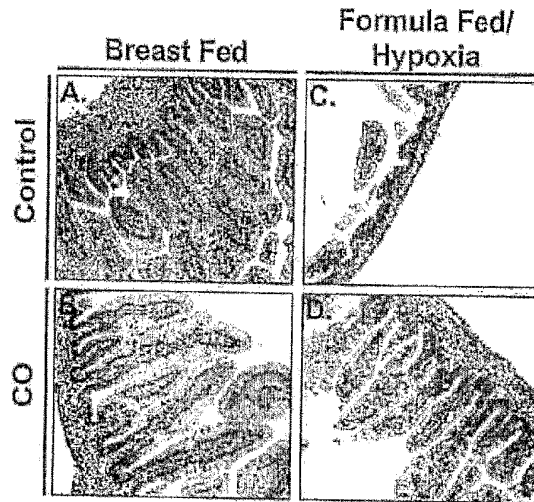 Breast Fed
Formula Fed/
Hypoxia
Control
A.
C.
CO
B.
D.